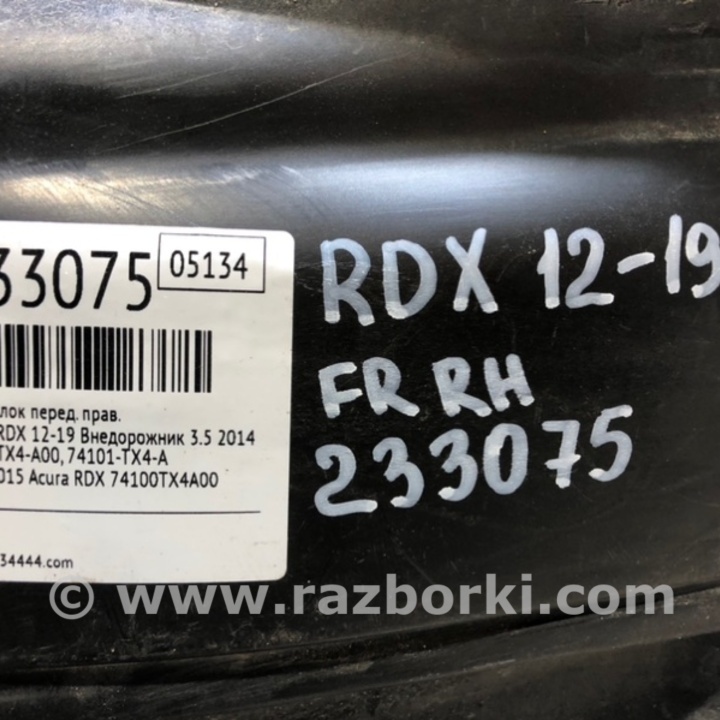 33075
05134
RDX 12-19
FR RH
233075
лок перед. прав.
RDX 12-19 Внедорожник 3.5 2014
TX4-A00, 74101-TX4-A
015 Acura RDX 74100TX4A00
34444.com
© www.razborki.com